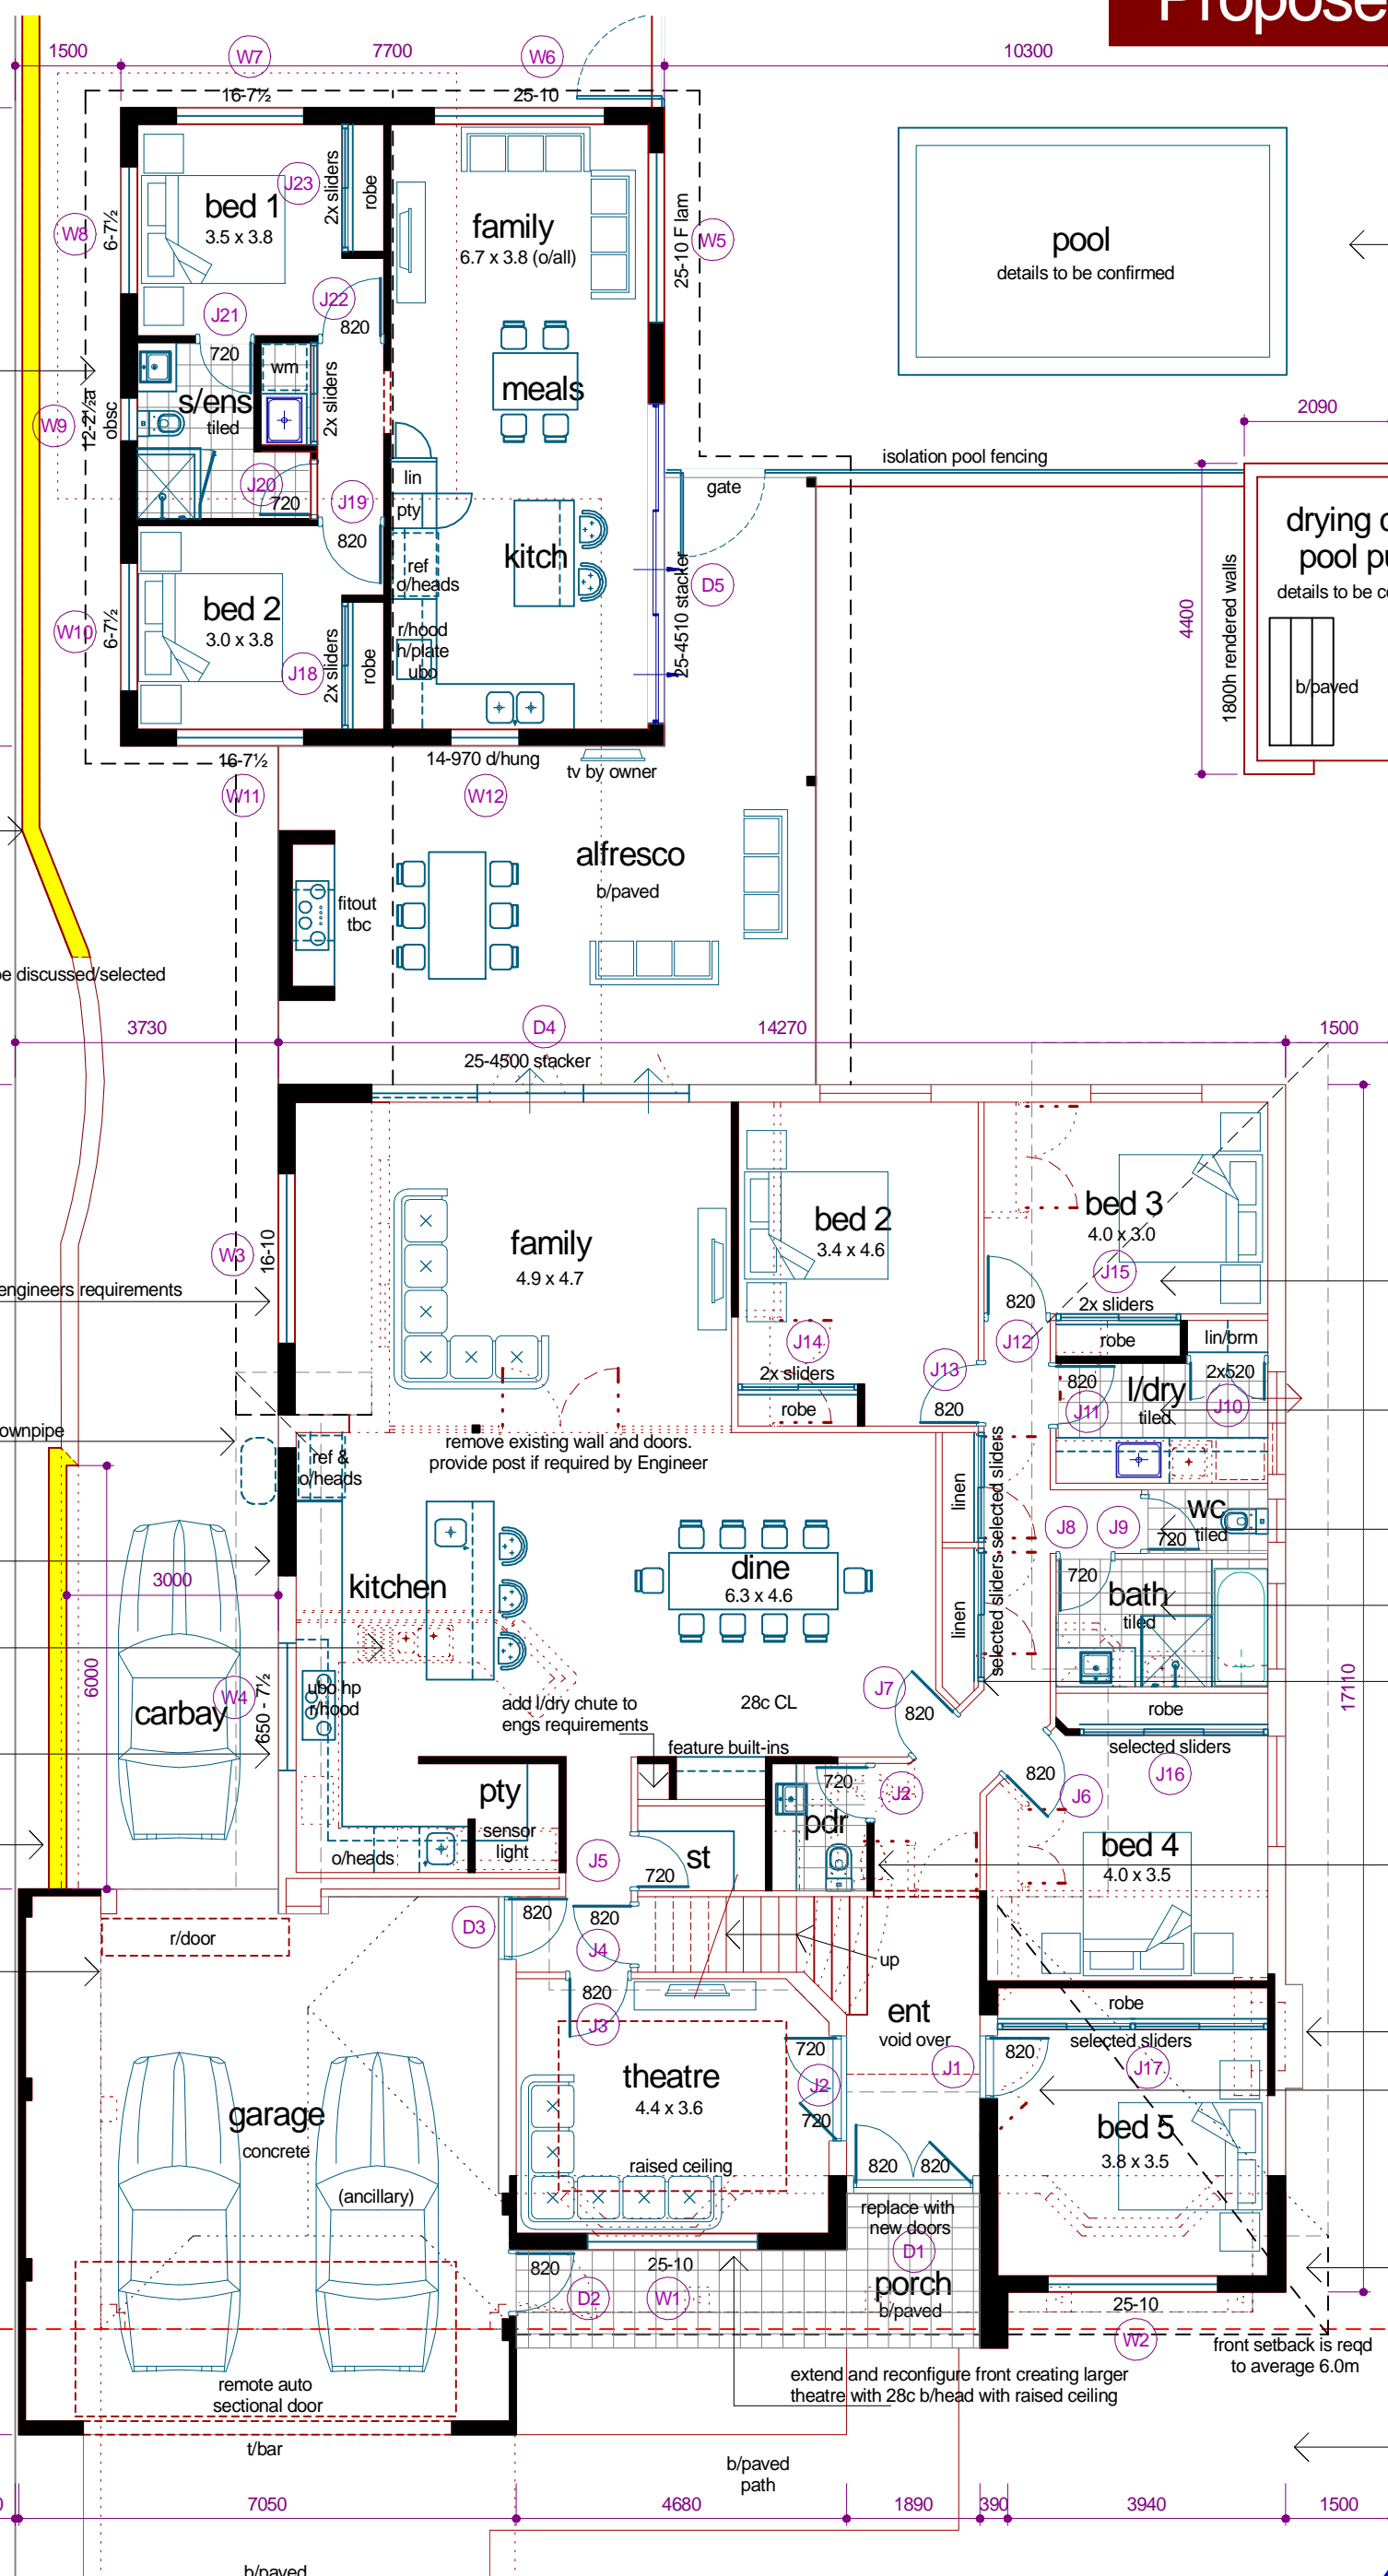 Propose
1500
W7
7700
W6
10300
16-7½
25-10
bed 1
3.5 x 3.8
J23
2x sliders
robe
family
6.7 x 3.8 (o/all)
25-10 F lam
W5
W8
6-7½
pool
details to be confirmed
J21
J22
820
720
wm
2x sliders
meals
s/ens
tiled
W9
12-2½a
obsc
2090
isolation pool fencing
gate
lin
pty
J20
720
J19
820
kitch
ref
o/heads
drying
details to be
4400
1800h rendered walls
b/paved
D5
25-4510 stacker
bed 2
3.0 x 3.8
W10
6-7½
J18
2x sliders
robe
r/hood
h/plate
ubo
16-7½
W11
14-970 d/hung
W12
tv by owner
alfresco
b/paved
fitout
tbc
be discussed/selected
3730
D4
14270
1500
25-4500 stacker
family
4.9 x 4.7
bed 2
3.4 x 4.6
bed 3
4.0 x 3.0
W3
16-10
J15
2x sliders
engineers requirements
820
robe
lin/brm
J14
2x sliders
robe
J12
J13
820
820
2x520
l/dry
tiled
J11
J10
ownpipe
remove existing wall and doors.
provide post if required by Engineer
ref &
o/heads
linen
selected sliders
wc
tiled
J8
J9
720
3000
kitchen
dine
6.3 x 4.6
720
bath
tiled
linen
selected sliders
6000
17110
carbay
W4
650 - 7½
ubo hp
r/hood
add l/dry chute to
engs requirements
28c CL
J7
820
robe
selected sliders
J16
feature built-ins
820
J6
pty
sensor
light
o/heads
720
pdr
J2
J5
720
st
bed 4
4.0 x 3.5
r/door
D3
820
820
J4
up
820
J3
ent
void over
robe
selected sliders
theatre
4.4 x 3.6
720
J2
720
J1
820
J17
garage
concrete
(ancillary)
raised ceiling
820
820
bed 5
3.8 x 3.5
replace with
new doors
D1
porch
b/paved
820
D2
25-10
W1
25-10
W2
front setback is reqd
to average 6.0m
remote auto
sectional door
extend and reconfigure front creating larger
theatre with 28c b/head with raised ceiling
t/bar
b/paved
path
7050
4680
1890
390
3940
1500
b/paved